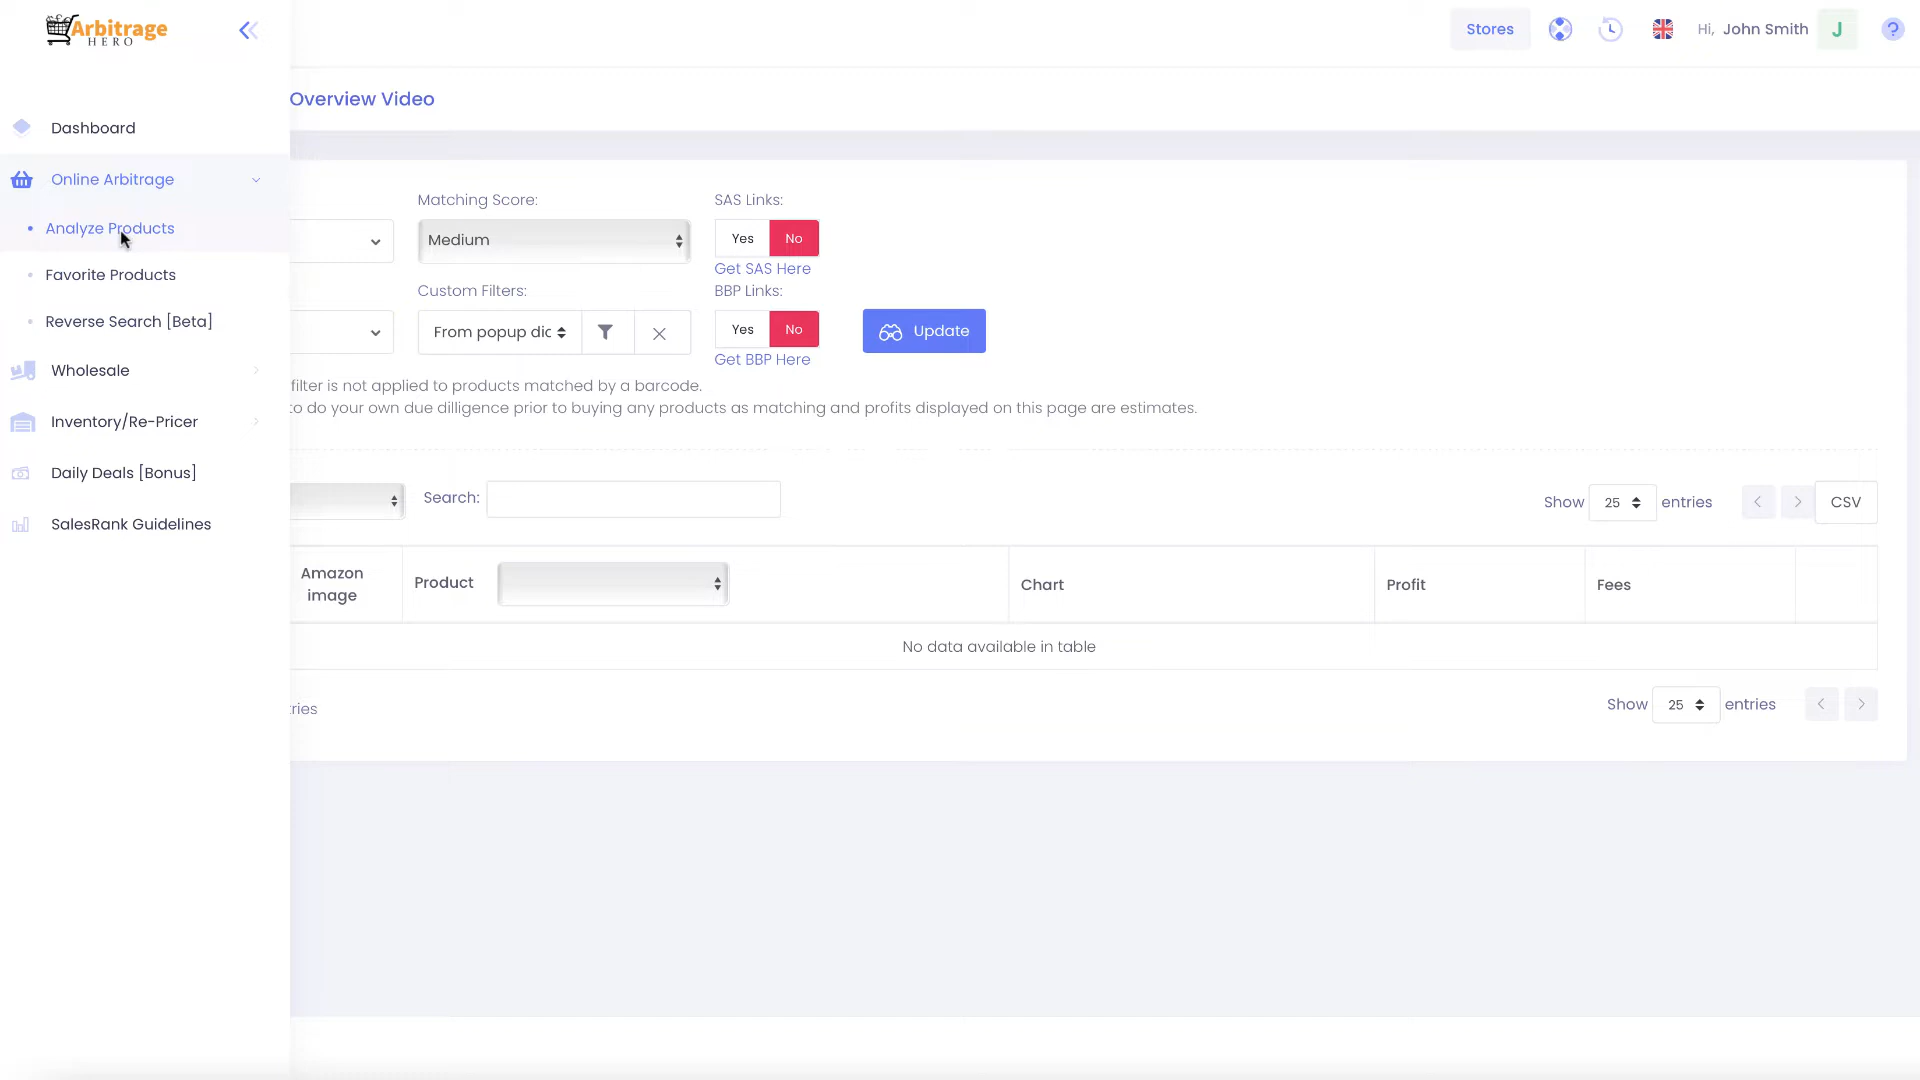 Arbitrage
HERO
Stores
Hi, John Smith
J
?
Overview Video
Dashboard
Online Arbitrage
Analyze Products
Favorite Products
Reverse Search [Beta]
Wholesale
Inventory/Re-Pricer
Daily Deals [Bonus]
SalesRank Guidelines
Matching Score:
Medium
SAS Links:
Yes No
Get SAS Here
Custom Filters:
From popup dic
BBP Links:
Yes No
Get BBP Here
Update
filter is not applied to products matched by a barcode.
to do your own due dilligence prior to buying any products as matching and profits displayed on this page are estimates.
Search:
Show 25 entries
CSV
Amazon
image
Product
Chart
Profit
Fees
No data available in table
tries
Show 25 entries